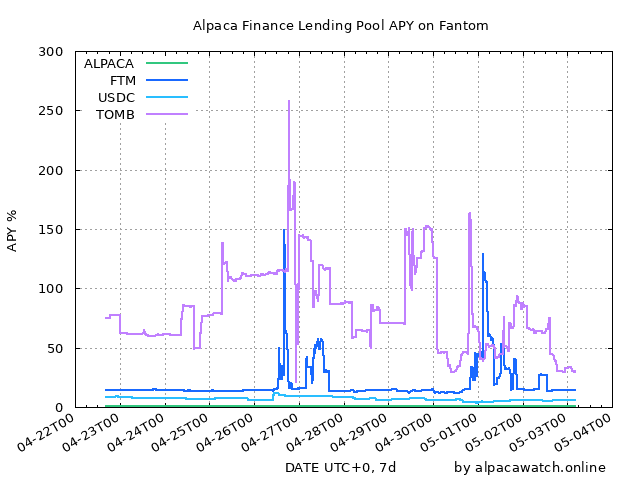 Alpaca Finance Lending Pool APY on Fantom
300
250
200
150
100
50
0
APY %
ALPACA
FTM
USDC
TOMB
04-22T00
04-23T00
04-24T00
04-25T00
04-26T00
04-27T00
04-28T00
04-29T00
04-30T00
05-01T00
05-02T00
05-03T00
05-04T00
DATE UTC+0, 7d
by alpacawatch.online